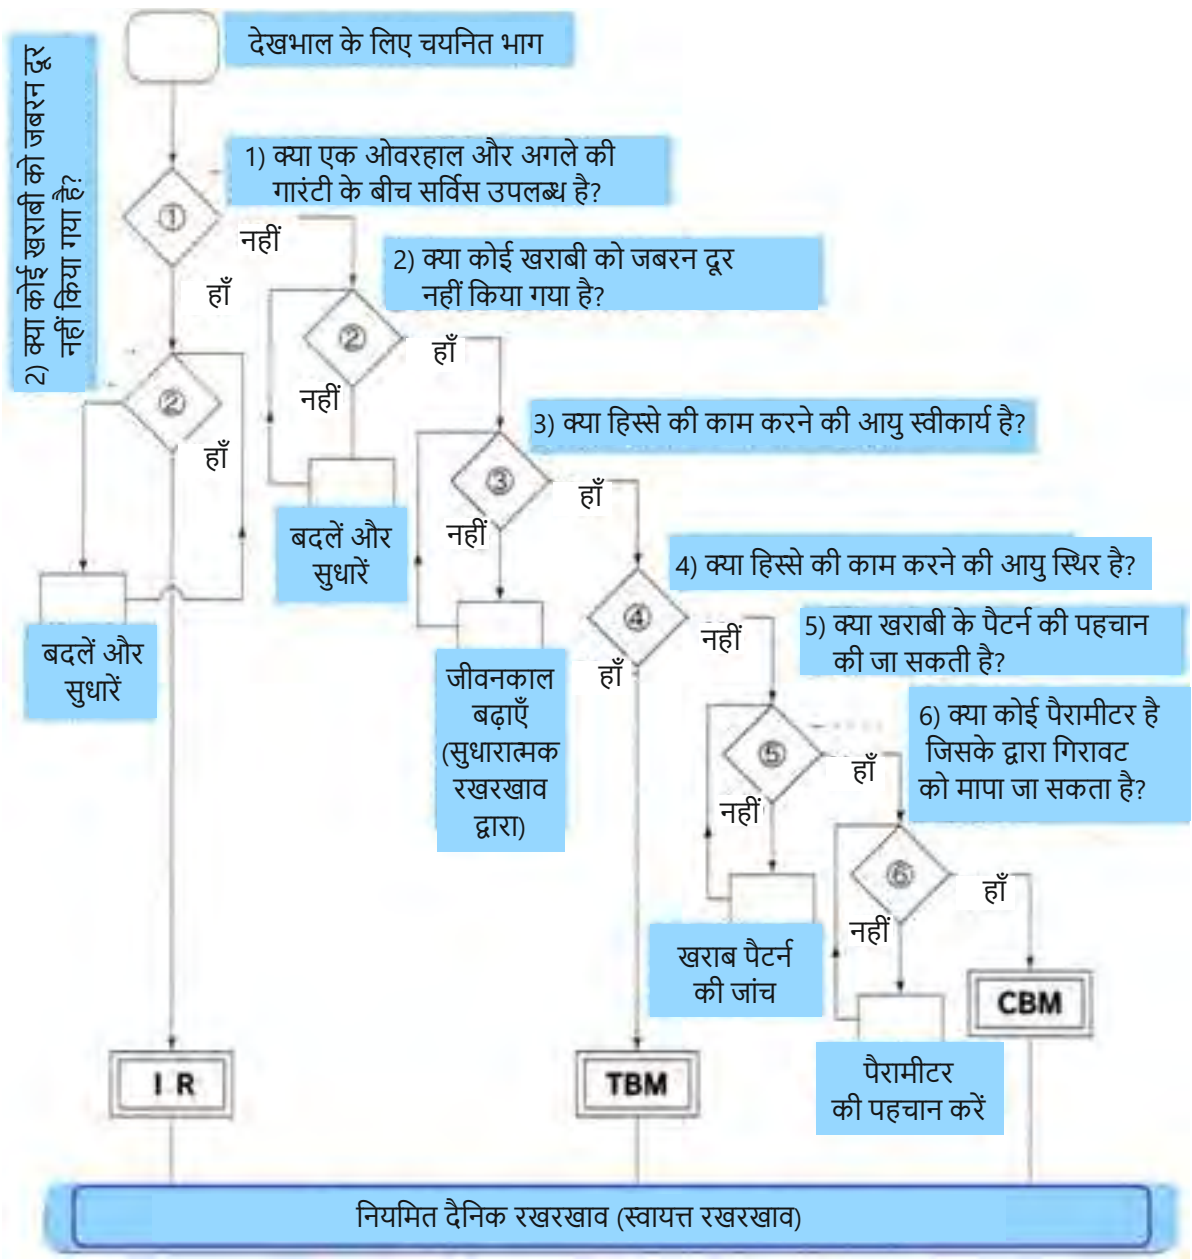 देखभाल के लिए चयनित भाग
2) क्या कोई खराबी को जबरन दूर
नहीं किया गया है?
1) क्या एक ओवरहाल और अगले की
गारंटी के बीच सर्विस उपलब्ध है?
①
नहीं
हाँ
2) क्या कोई खराबी को जबरन दूर
नहीं किया गया है?
②
हाँ
नहीं
②
हाँ
3) क्या हिस्से की काम करने की आयु स्वीकार्य है?
③
हाँ
नहीं
बदलें और
सुधारें
4) क्या हिस्से की काम करने की आयु स्थिर है?
④
नहीं
हाँ
बदलें और
सुधारें
5) क्या खराबी के पैटर्न की पहचान
की जा सकती है?
जीवनकाल
बढ़ाएँ
(सुधारात्मक
रखरखाव
द्वारा)
6) क्या कोई पैरामीटर है
जिसके द्वारा गिरावट
को मापा जा सकता है?
⑤
हाँ
नहीं
⑥
हाँ
नहीं
खराब पैटर्न
की जांच
CBM
पैरामीटर
की पहचान करें
I R
TBM
नियमित दैनिक रखरखाव (स्वायत्त रखरखाव)